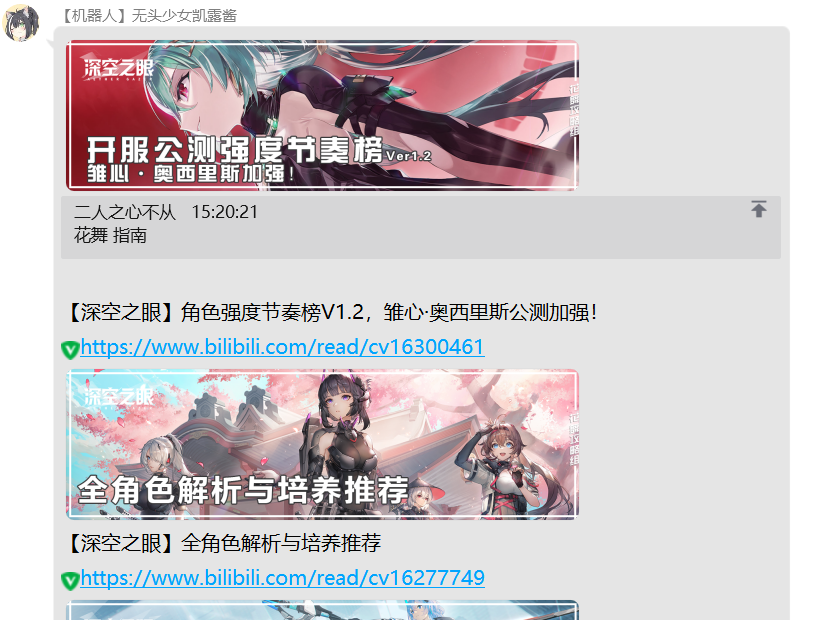 【机器人】无头少女凯露酱
深空之眼
开服公测强度节奏榜Ver1.2
雏心·奥西里斯加强！
二人之心不从 15:20:21
花舞 指南
【深空之眼】角色强度节奏榜V1.2，雏心·奥西里斯公测加强！
https://www.bilibili.com/read/cv16300461
深空之眼
全角色解析与培养推荐
【深空之眼】全角色解析与培养推荐
https://www.bilibili.com/read/cv16277749